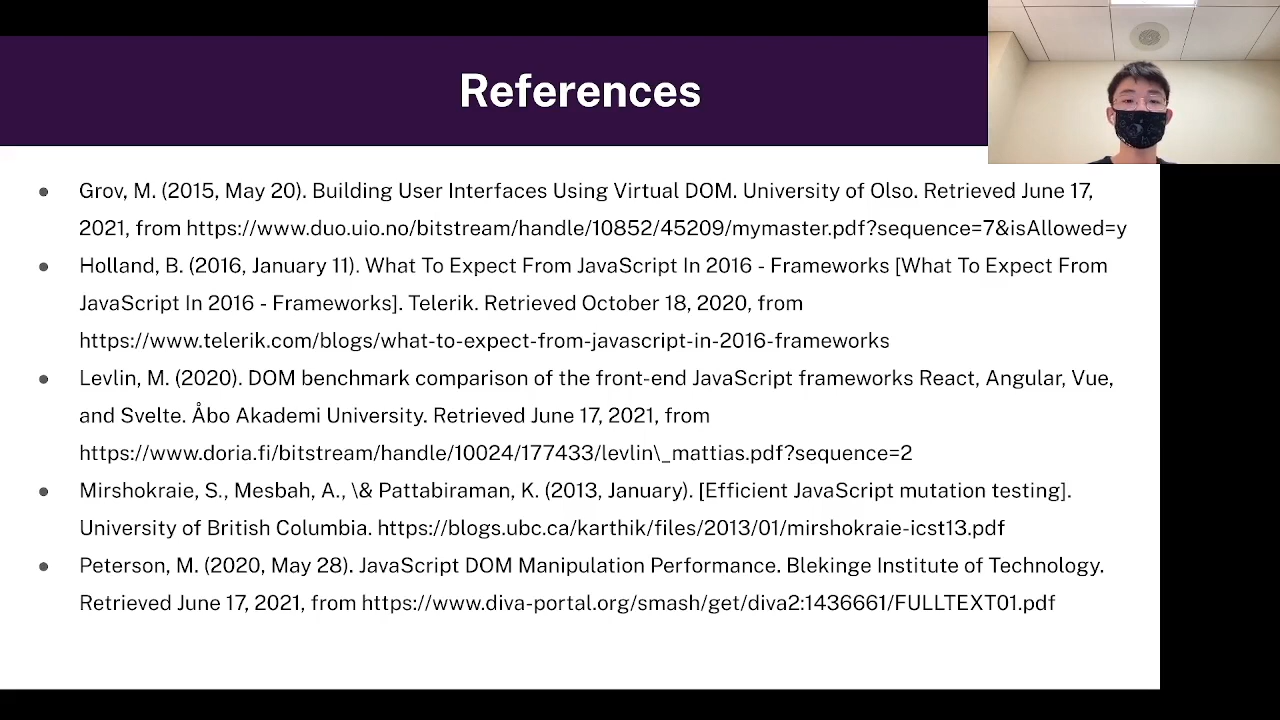 References
Grov, M. (2015, May 20). Building User Interfaces Using Virtual DOM. University of Olso. Retrieved June 17,
2021, from https://www.duo.uio.no/bitstream/handle/10852/45209/mymaster.pdf?sequence=7&isAllowed=y
Holland, B. (2016, January 11). What To Expect From JavaScript In 2016 - Frameworks [What To Expect From
JavaScript In 2016 - Frameworks]. Telerik. Retrieved October 18, 2020, from
https://www.telerik.com/blogs/what-to-expect-from-javascript-in-2016-frameworks
Levlin, M. (2020). DOM benchmark comparison of the front-end JavaScript frameworks React, Angular, Vue,
and Svelte. Åbo Akademi University. Retrieved June 17, 2021, from
https://www.doria.fi/bitstream/handle/10024/177433/levlin\_mattias.pdf?sequence=2
Mirshokraie, S., Mesbah, A., \& Pattabiraman, K. (2013, January). [Efficient JavaScript mutation testing].
University of British Columbia. https://blogs.ubc.ca/karthik/files/2013/01/mirshokraie-icst13.pdf
Peterson, M. (2020, May 28). JavaScript DOM Manipulation Performance. Blekinge Institute of Technology.
Retrieved June 17, 2021, from https://www.diva-portal.org/smash/get/diva2:1436661/FULLTEXT01.pdf